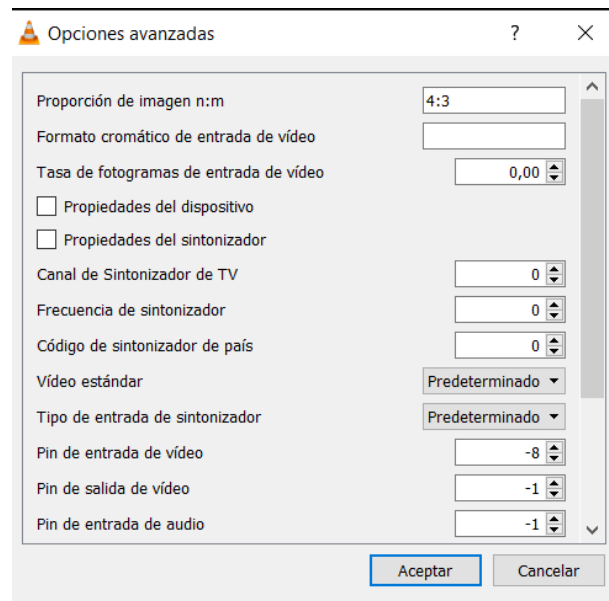 Opciones avanzadas ?
Proporción de imagen n:m 4:3
Formato cromático de entrada de vídeo
Tasa de fotogramas de entrada de vídeo 0,00
Propiedades del dispositivo
Propiedades del sintonizador
Canal de Sintonizador de TV 0
Frecuencia de sintonizador 0
Código de sintonizador de país 0
Vídeo estándar Predeterminado
Tipo de entrada de sintonizador Predeterminado
Pin de entrada de vídeo -8
Pin de salida de vídeo -1
Pin de entrada de audio -1
Aceptar Cancelar